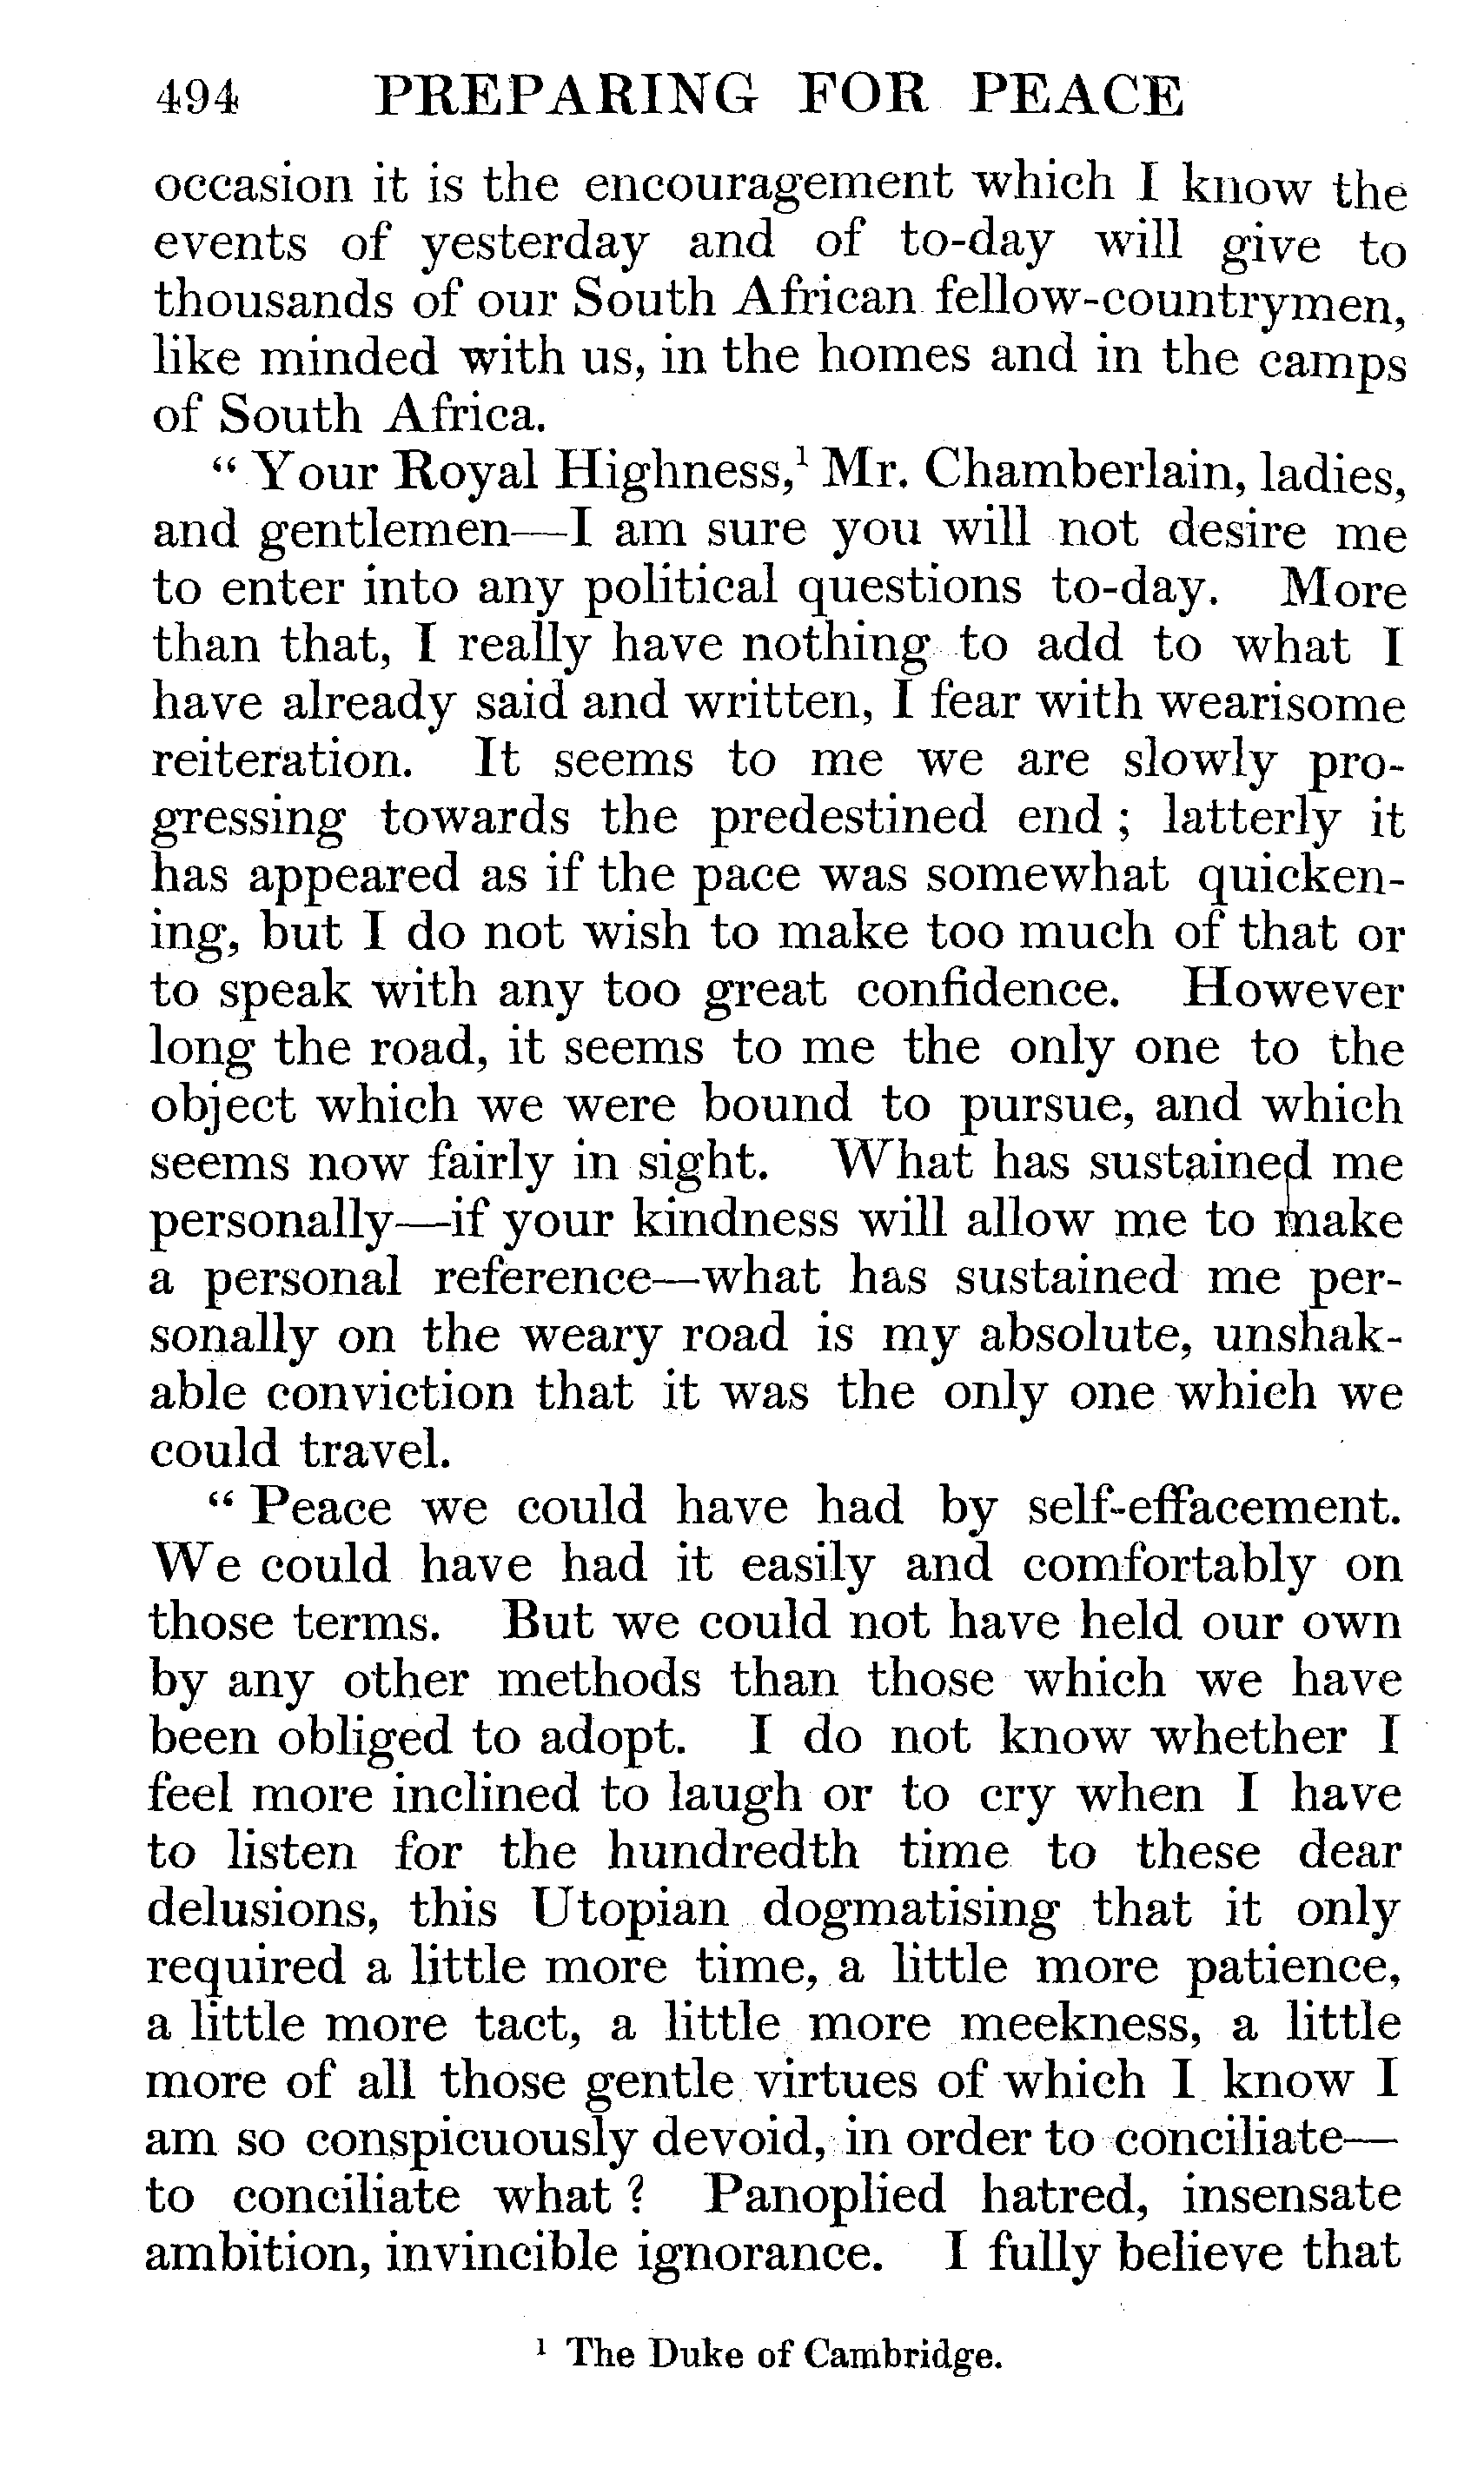 494 PREPARING FOR PEACE
occasion it is the encouragement which I know the
events of yesterday and of to-day will give to
thousands of our South African fellow-countrymen,
like minded with us, in the homes and in the camps
of South Africa.
“ Your Royal Highness,¹ Mr. Chamberlain, ladies,
and gentlemen—I am sure you will not desire me
to enter into any political questions to-day. More
than that, I really have nothing to add to what I
have already said and written, I fear with wearisome
reiteration. It seems to me we are slowly pro-
gressing towards the predestined end ; latterly it
has appeared as if the pace was somewhat quicken-
ing, but I do not wish to make too much of that or
to speak with any too great confidence. However
long the road, it seems to me the only one to the
object which we were bound to pursue, and which
seems now fairly in sight. What has sustained me
personally—if your kindness will allow me to make
a personal reference—what has sustained me per-
sonally on the weary road is my absolute, unshak-
able conviction that it was the only one which we
could travel.
“ Peace we could have had by self-effacement.
We could have had it easily and comfortably on
those terms. But we could not have held our own
by any other methods than those which we have
been obliged to adopt. I do not know whether I
feel more inclined to laugh or to cry when I have
to listen for the hundredth time to these dear
delusions, this Utopian dogmatising that it only
required a little more time, a little more patience,
a little more tact, a little more meekness, a little
more of all those gentle virtues of which I know I
am so conspicuously devoid, in order to conciliate—
to conciliate what ? Panoplied hatred, insensate
ambition, invincible ignorance. I fully believe that
¹ The Duke of Cambridge.